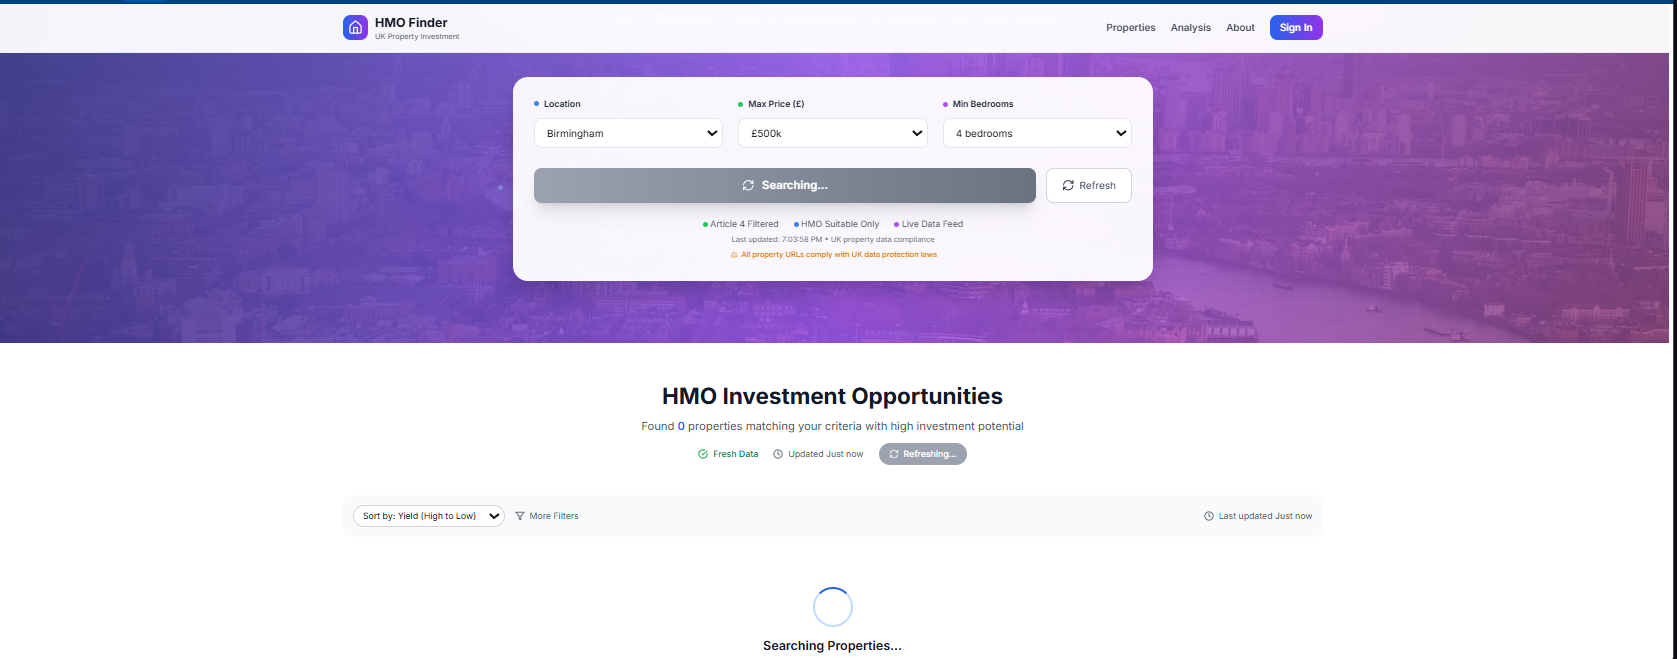 HMO Finder
UK Property Investment
Properties Analysis About Sign In
Location Max Price (£) Min Bedrooms
Birmingham £500k 4 bedrooms
Searching... Refresh
Article 4 Filtered HMO Suitable Only Live Data Feed
Last updated: 7:03:58 PM • UK property data compliance
All property URLs comply with UK data protection laws
HMO Investment Opportunities
Found 0 properties matching your criteria with high investment potential
Fresh Data Updated Just now Refreshing...
Sort by: Yield (High to Low) More Filters Last updated Just now
Searching Properties...